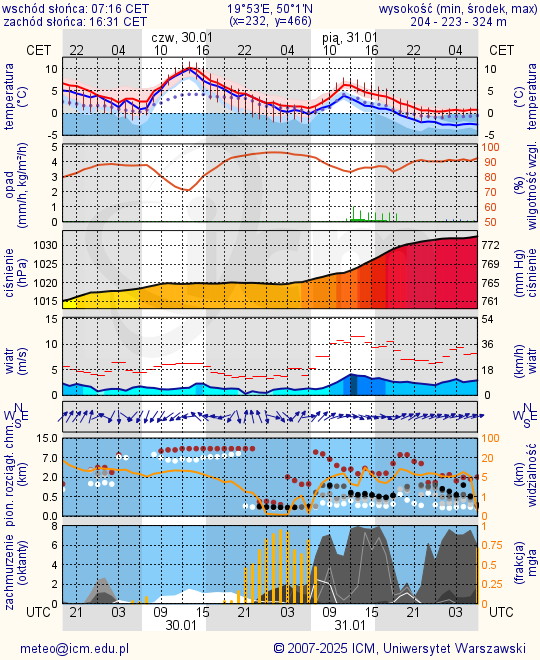 wschód słońca: 07:16 CET
zachód słońca: 16:31 CET
19°53'E, 50°1'N
(x=232, y=466)
wysokość (min, środek, max)
204 - 223 - 324 m
czw, 30.01 pią, 31.01
CET 22 04 10 16 22 04 10 16 22 04 CET
temperatura (°C)
10
5
0
-5
10
5
0
-5
temperatura (°C)
opad (mm/h, kg/m²/h)
5
4
3
2
1
0
100
90
80
70
60
50
(%) wilgotność wzgl.
ciśnienie (hPa)
1030
1025
1020
1015
772
769
765
761
(mm Hg) ciśnienie
wiatr (m/s)
15
10
5
0
54
36
18
0
(km/h) wiatr
N
W E
S
N
W E
S
pion. rozciągł. chm. (km)
15.0
7.0
2.0
0.5
0.0
100
20
5
1
0
(km) widzialność
zachmurzenie (oktanty)
8
6
4
2
0
1
0.75
0.5
0.25
0
(frakcja) mgła
UTC 21 03 09 15 21 03 09 15 21 03 UTC
30.01 31.01
meteo@icm.edu.pl
© 2007-2025 ICM, Uniwersytet Warszawski